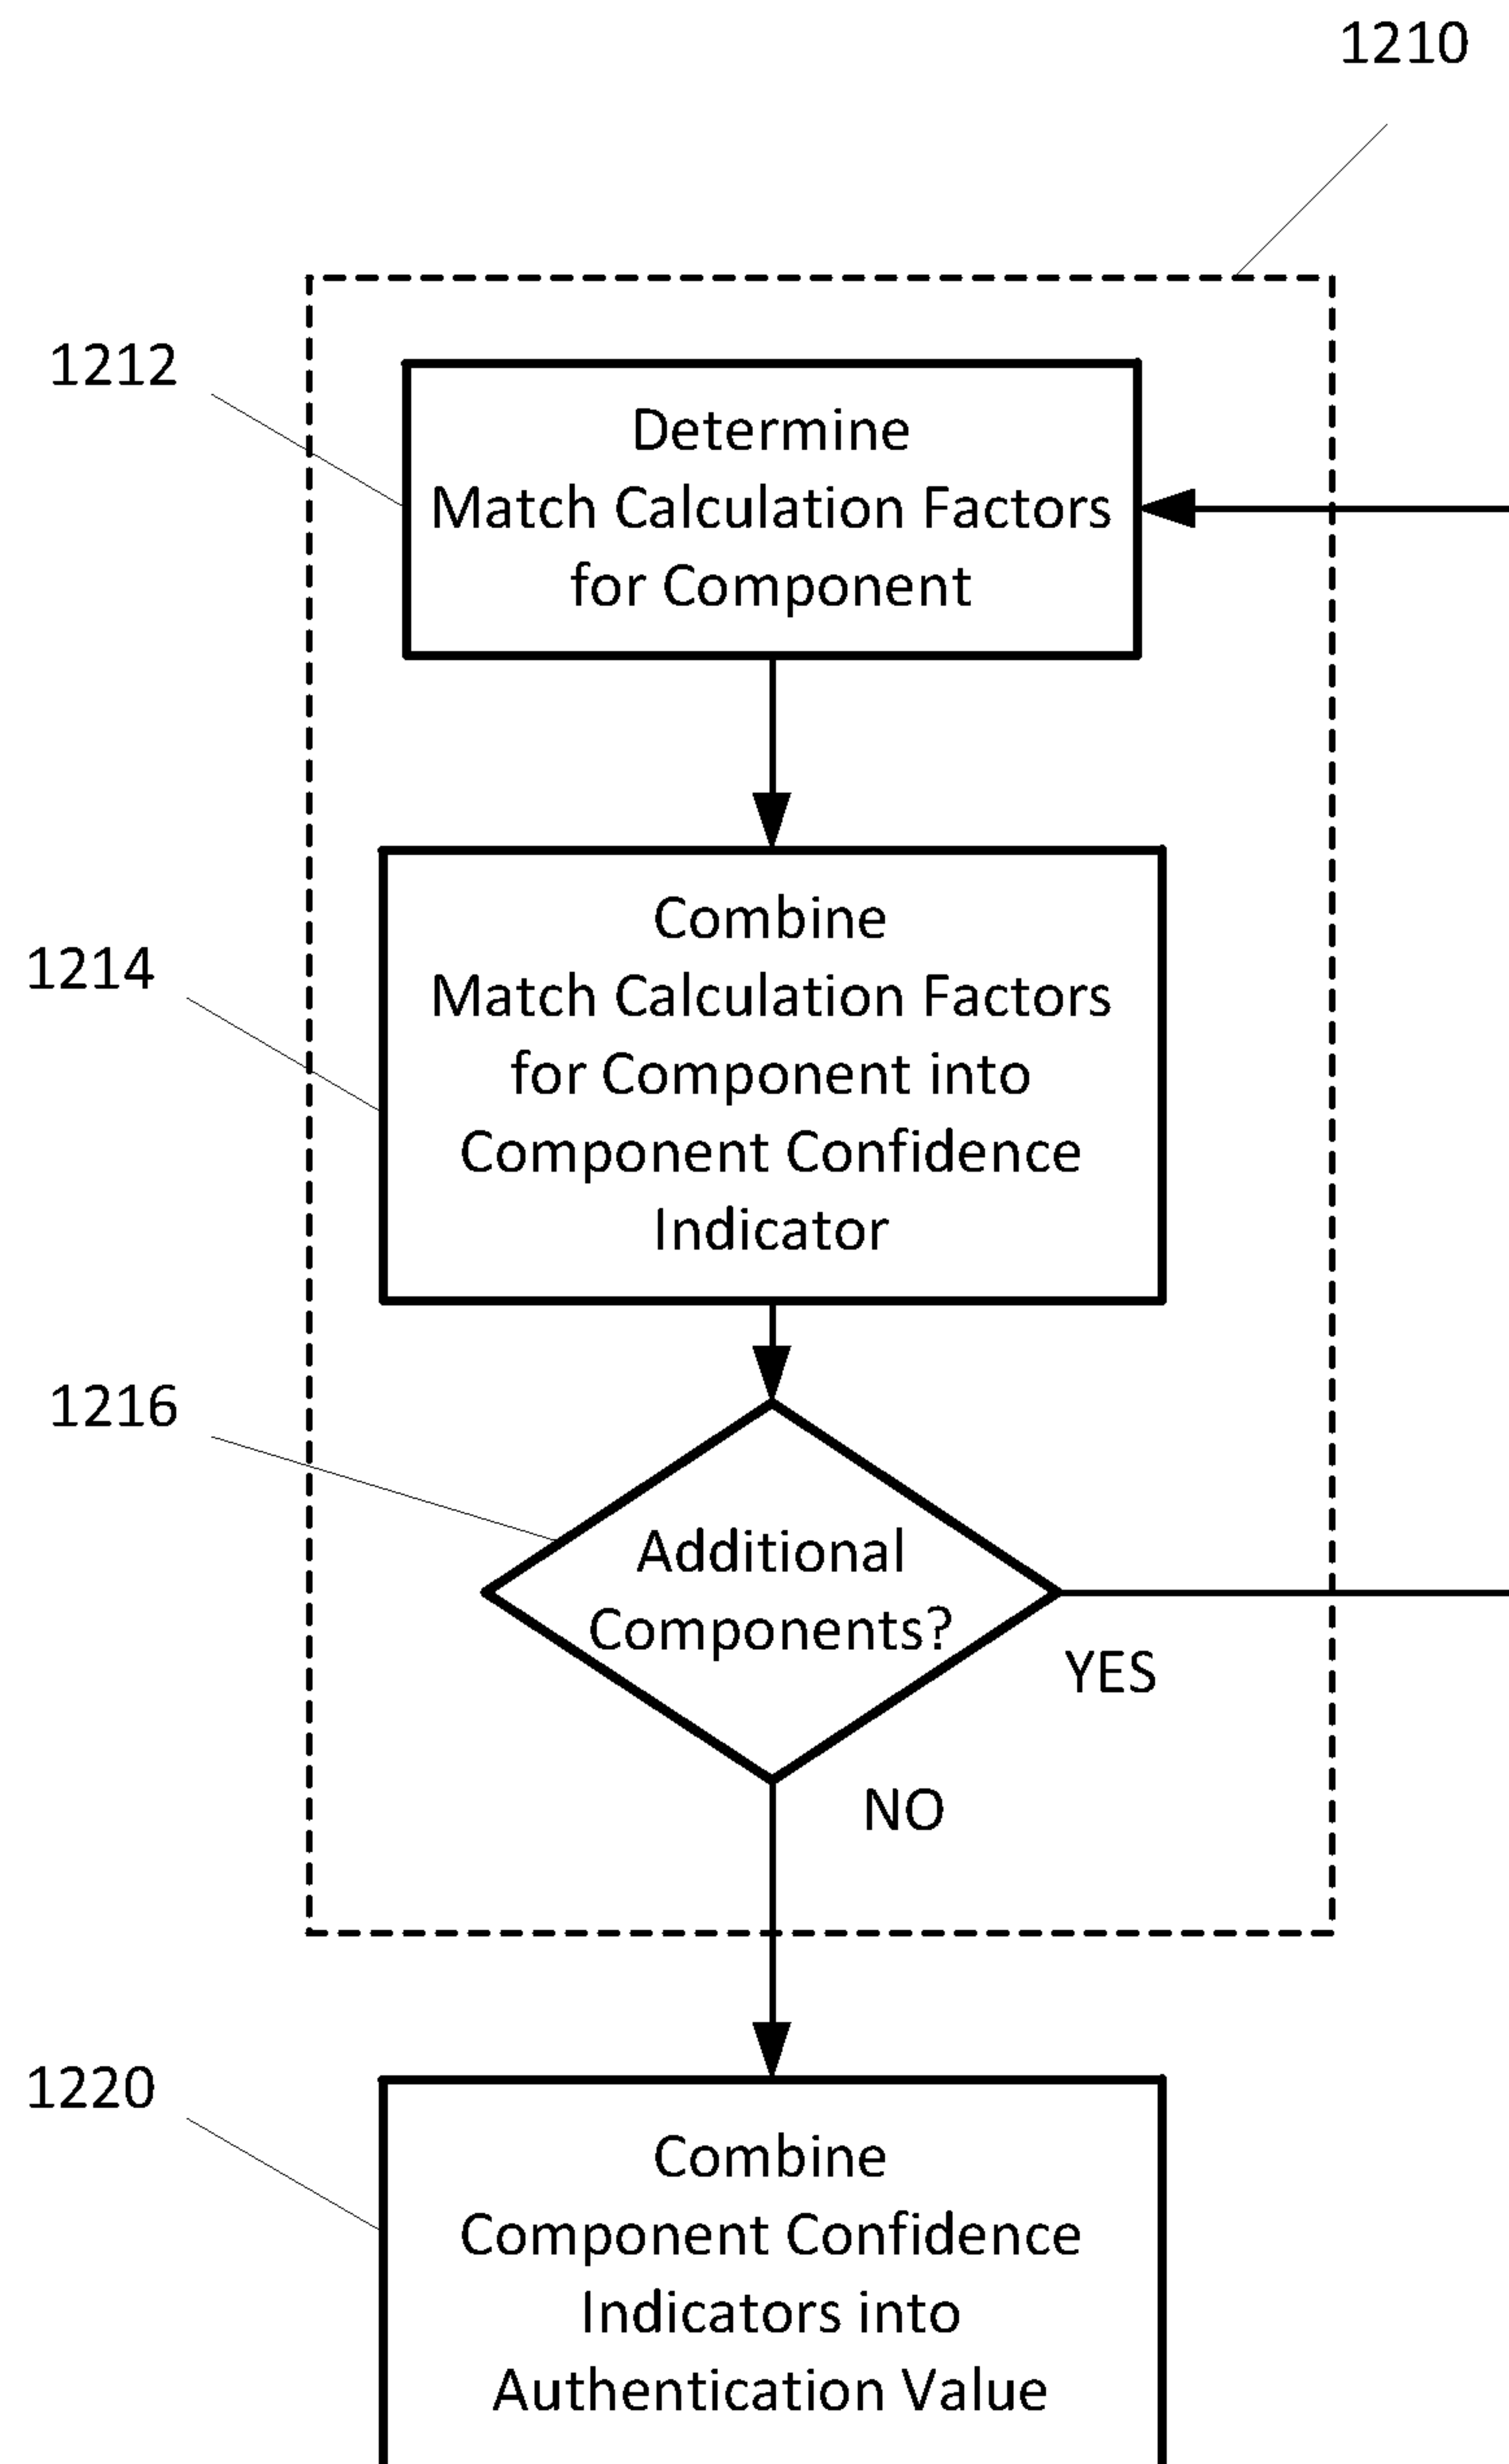 1210
1212
Determine
Match Calculation Factors
for Component
1214
Combine
Match Calculation Factors
for Component into
Component Confidence
Indicator
1216
Additional
Components?
YES
NO
1220
Combine
Component Confidence
Indicators into
Authentication Value